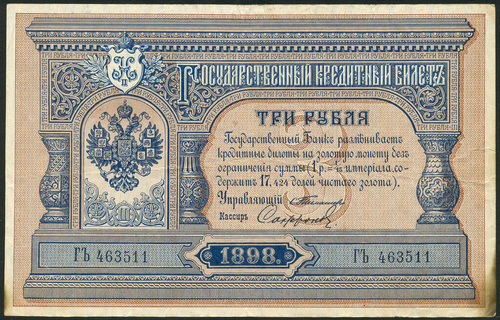 Государственный Кредитный Билетъ
ТРИ РУБЛЯ
Государственный Банкъ размѣниваетъ
кредитные билеты на золотую монету безъ
ограниченія суммы (1 р.= 1/15 имперіала, со-
держитъ 17,424 долей чистаго золота).
Управляющій
Кассиръ
ГЪ 463511
1898.
ГЪ 463511